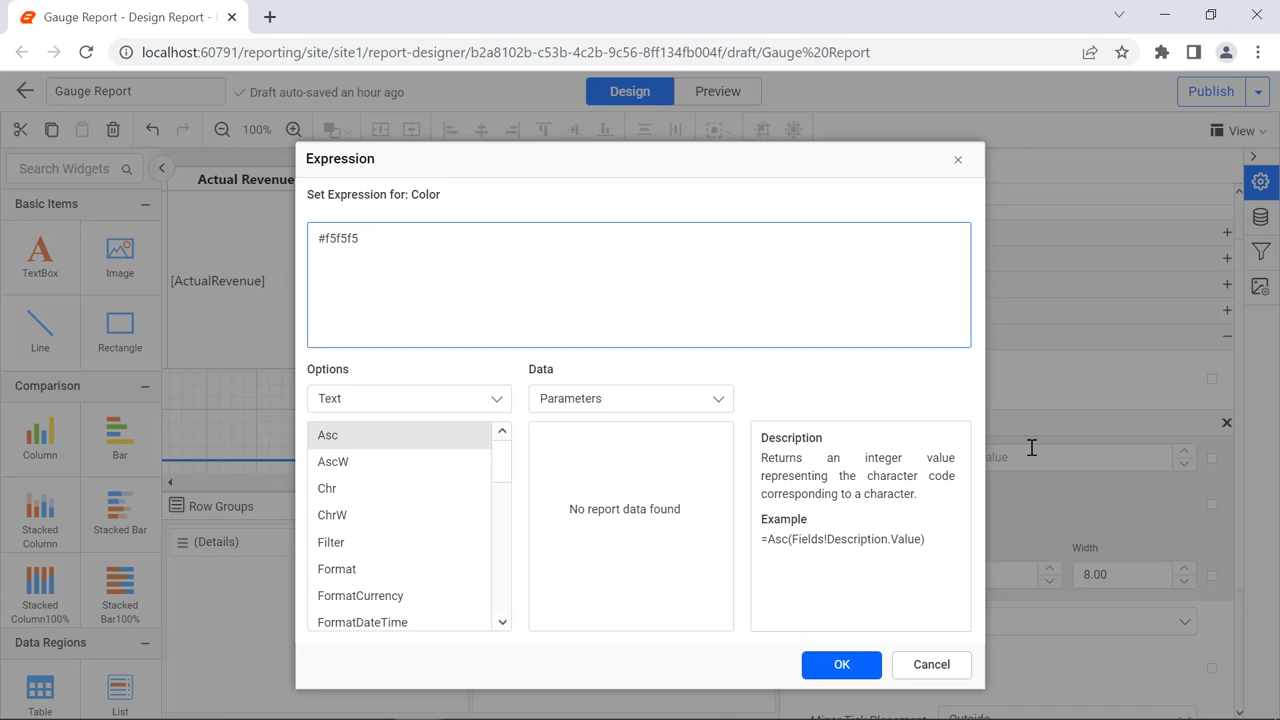 Gauge Report - Design Report -
localhost:60791/reporting/site/site1/report-designer/b2a8102b-c53b-4c2b-9c56-8ff134fb004f/draft/Gauge%20Report
Gauge Report
Draft auto-saved an hour ago
Design
Preview
Publish
100%
View
Search Widgets
Actual Revenue
Basic Items
TextBox
Image
[ActualRevenue]
Line
Rectangle
Comparison
Column
Bar
Stacked
Column
Stacked Bar
Stacked
Column100%
Stacked
Bar100%
Data Regions
Table
List
Row Groups
(Details)
Expression
Set Expression for: Color
#f5f5f5
Options
Data
Text
Parameters
Asc
AscW
Chr
ChrW
Filter
Format
FormatCurrency
FormatDateTime
No report data found
Description
Returns an integer value
representing the character code
corresponding to a character.
Example
=Asc(Fields!Description.Value)
OK
Cancel
Width
8.00